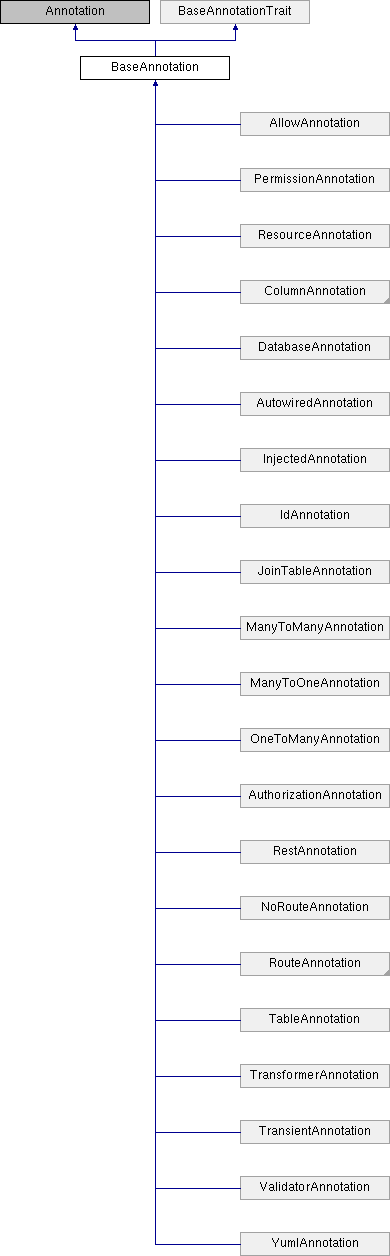 Annotation
BaseAnnotationTrait
BaseAnnotation
AllowAnnotation
PermissionAnnotation
ResourceAnnotation
ColumnAnnotation
DatabaseAnnotation
AutowiredAnnotation
InjectedAnnotation
IdAnnotation
JoinTableAnnotation
ManyToManyAnnotation
ManyToOneAnnotation
OneToManyAnnotation
AuthorizationAnnotation
RestAnnotation
NoRouteAnnotation
RouteAnnotation
TableAnnotation
TransformerAnnotation
TransientAnnotation
ValidatorAnnotation
YumlAnnotation